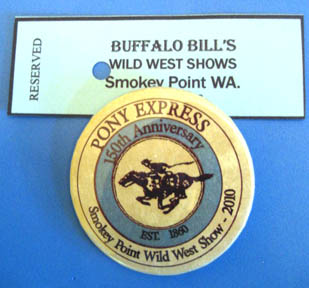 RESERVED
BUFFALO BILL'S
WILD WEST SHOWS
Smokey Point WA.
PONY EXPRESS
150th Anniversary
EST. 1860
Smokey Point Wild West Show - 2010